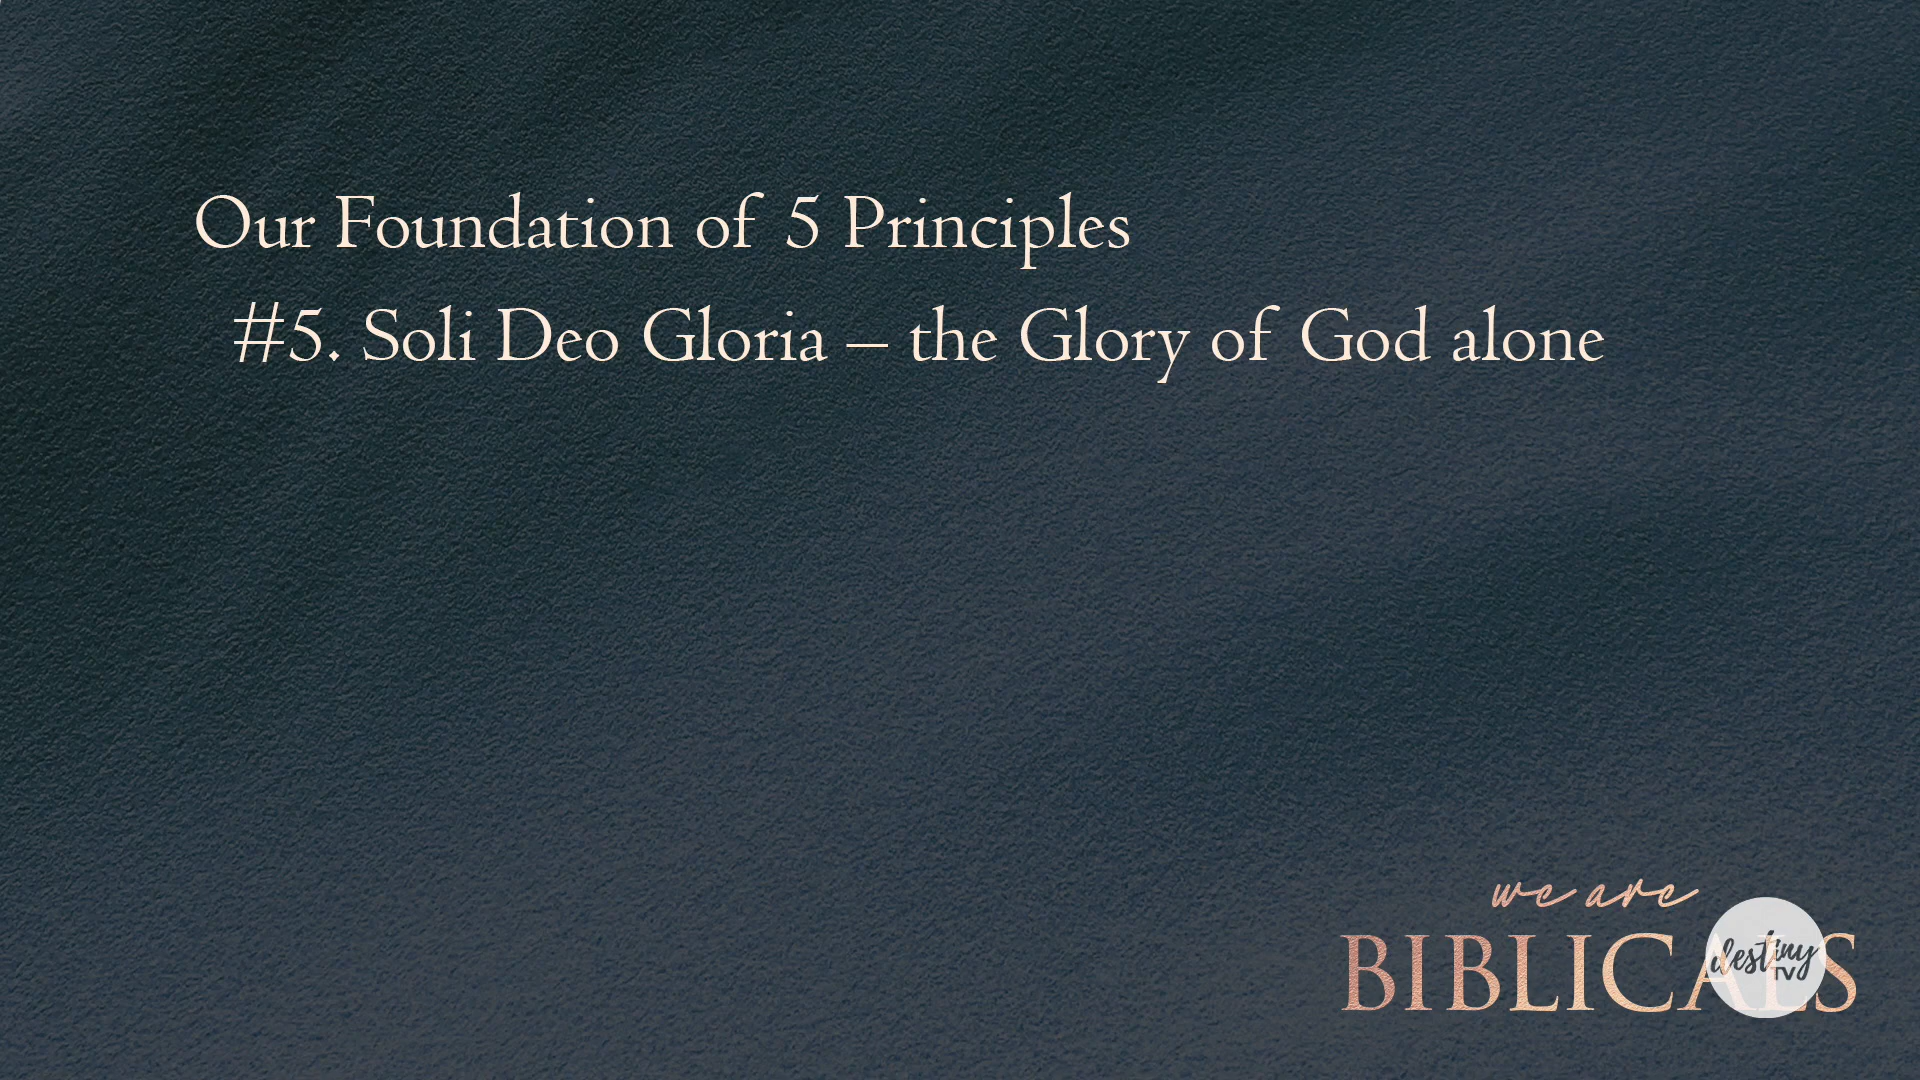 Our Foundation of 5 Principles
#5. Soli Deo Gloria – the Glory of God alone
we are
BIBLICALS
destiny
TV